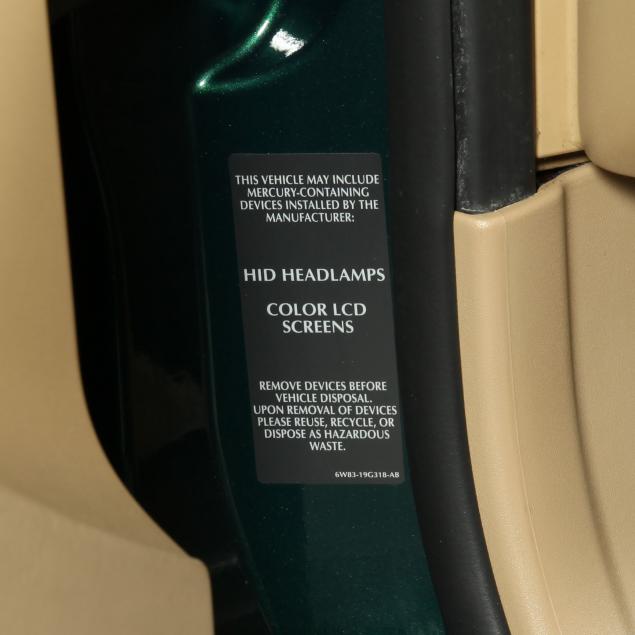 THIS VEHICLE MAY INCLUDE
MERCURY-CONTAINING
DEVICES INSTALLED BY THE
MANUFACTURER:
HID HEADLAMPS
COLOR LCD
SCREENS
REMOVE DEVICES BEFORE
VEHICLE DISPOSAL.
UPON REMOVAL OF DEVICES
PLEASE REUSE, RECYCLE, OR
DISPOSE AS HAZARDOUS
WASTE.
6W83-19G318-AB